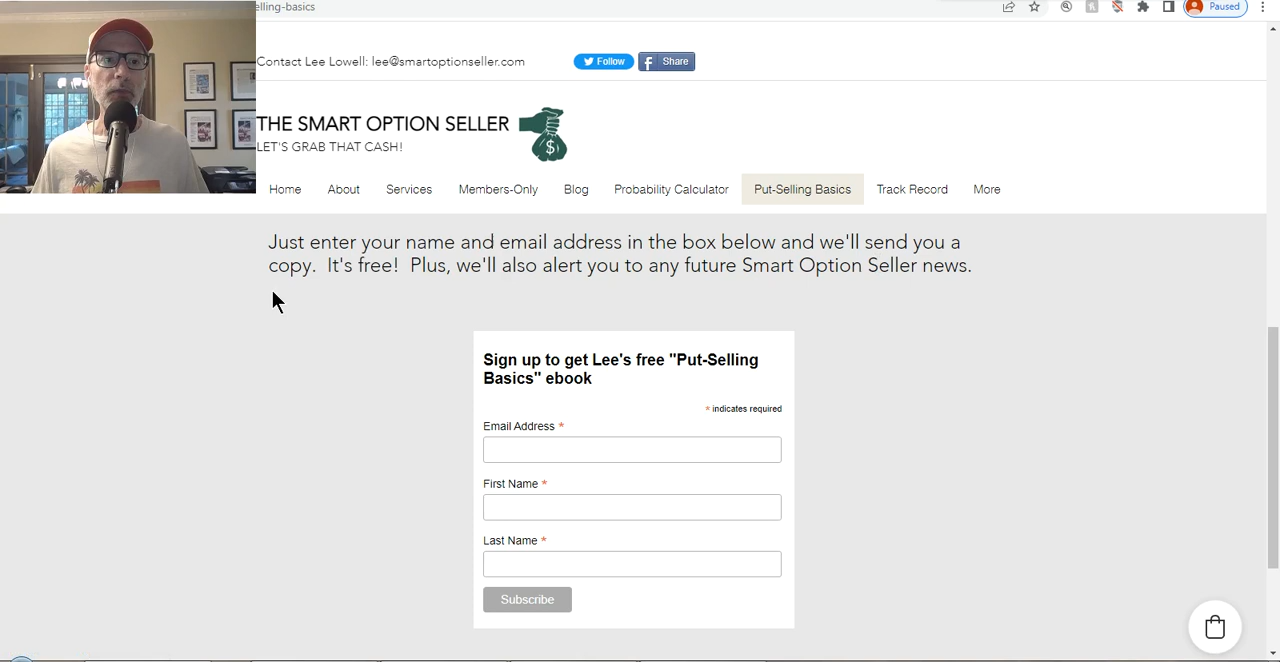 elling-basics
Paused
Contact Lee Lowell: lee@smartoptionseller.com
Follow
Share
THE SMART OPTION SELLER
$
LET'S GRAB THAT CASH!
Home About Services Members-Only Blog Probability Calculator Put-Selling Basics Track Record More
Just enter your name and email address in the box below and we'll send you a
copy. It's free! Plus, we'll also alert you to any future Smart Option Seller news.
Sign up to get Lee's free "Put-Selling
Basics" ebook
* indicates required
Email Address *
First Name *
Last Name *
Subscribe